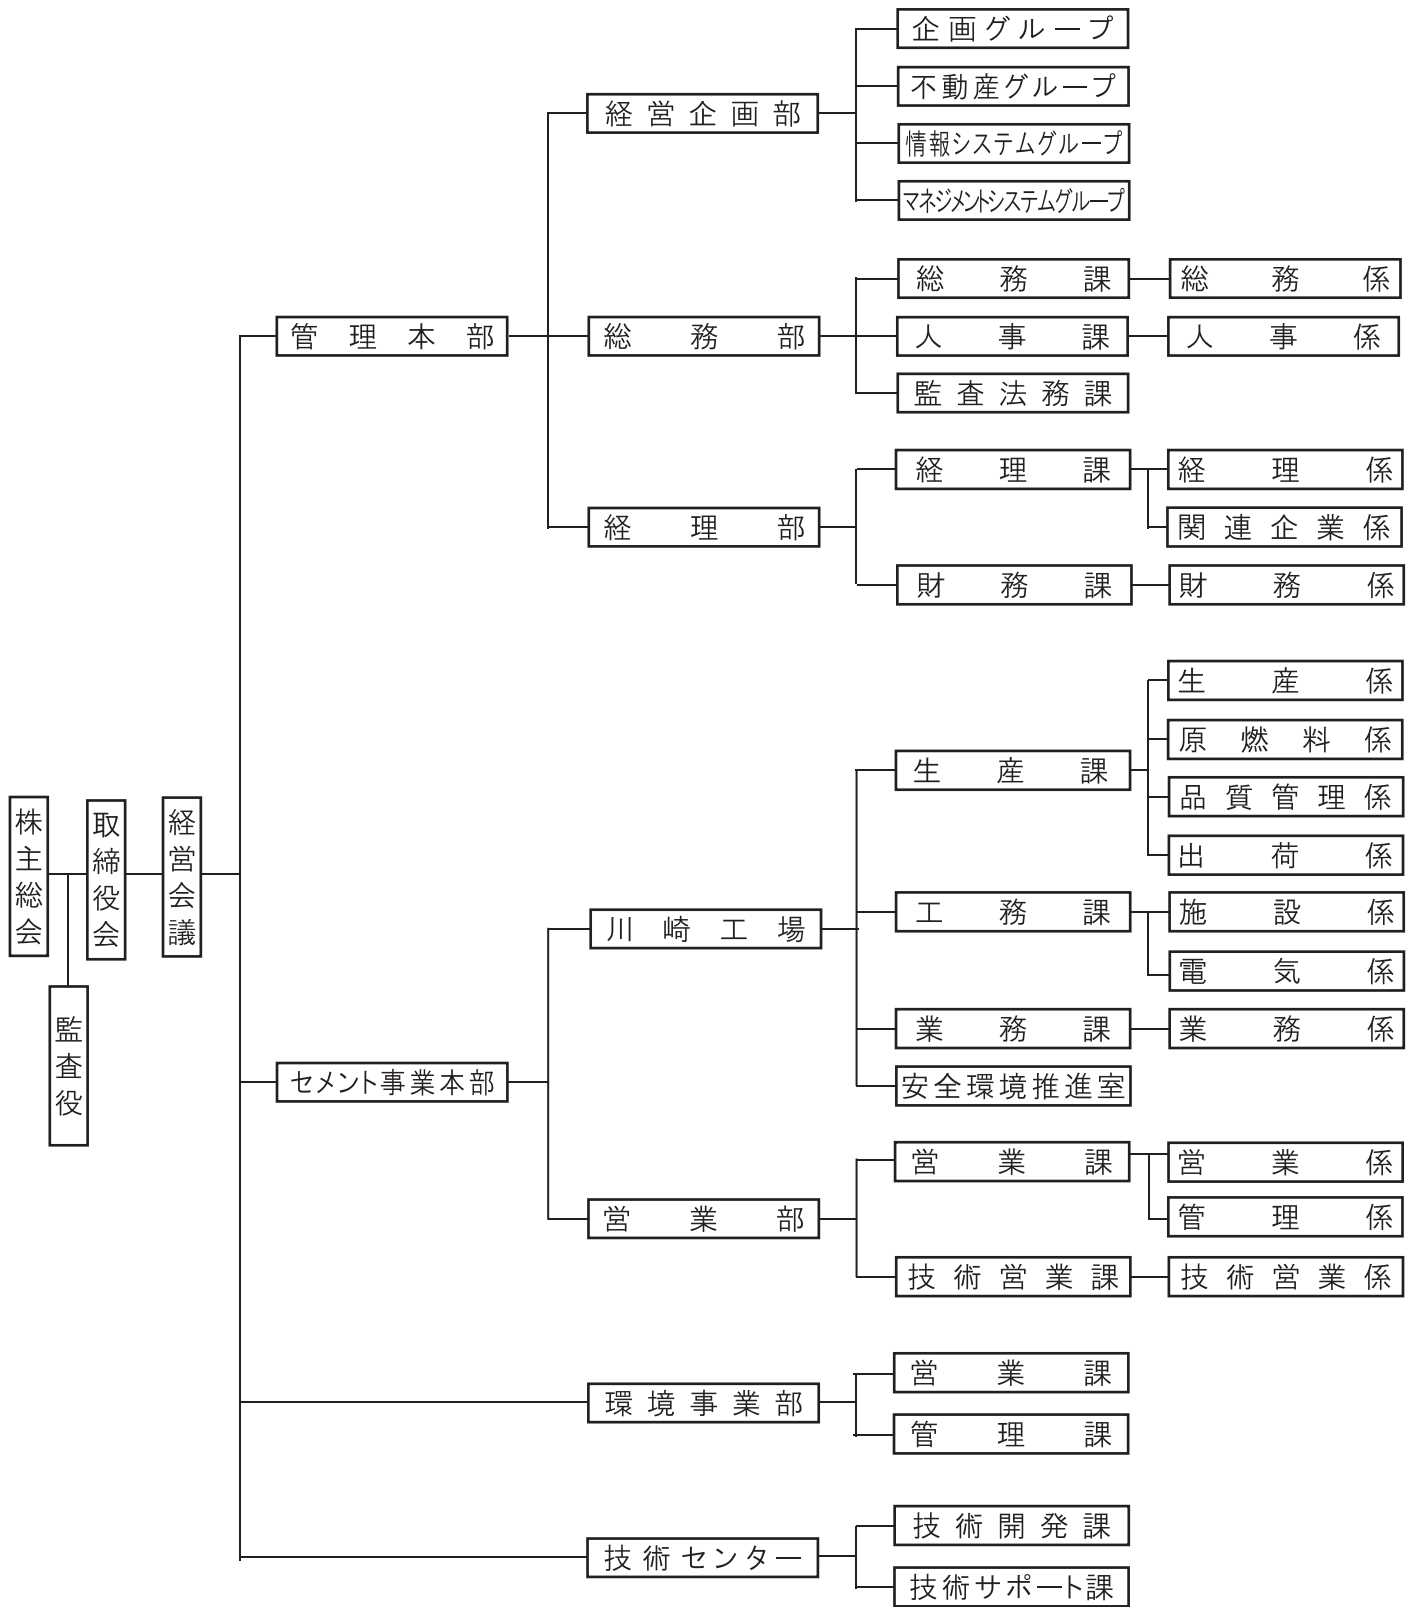 株主総会
監査役
取締役会
経営会議
管理本部
経営企画部
企画グループ
不動産グループ
情報システムグループ
マネジメントシステムグループ
総務部
総務課
総務係
人事課
人事係
監査法務課
経理部
経理課
経理係
関連企業係
財務課
財務係
セメント事業本部
川崎工場
生産課
生産係
原燃料係
品質管理係
出荷係
工務課
施設係
電気係
業務課
業務係
安全環境推進室
営業部
営業課
営業係
管理係
技術営業課
技術営業係
環境事業部
営業課
管理課
技術センター
技術開発課
技術サポート課